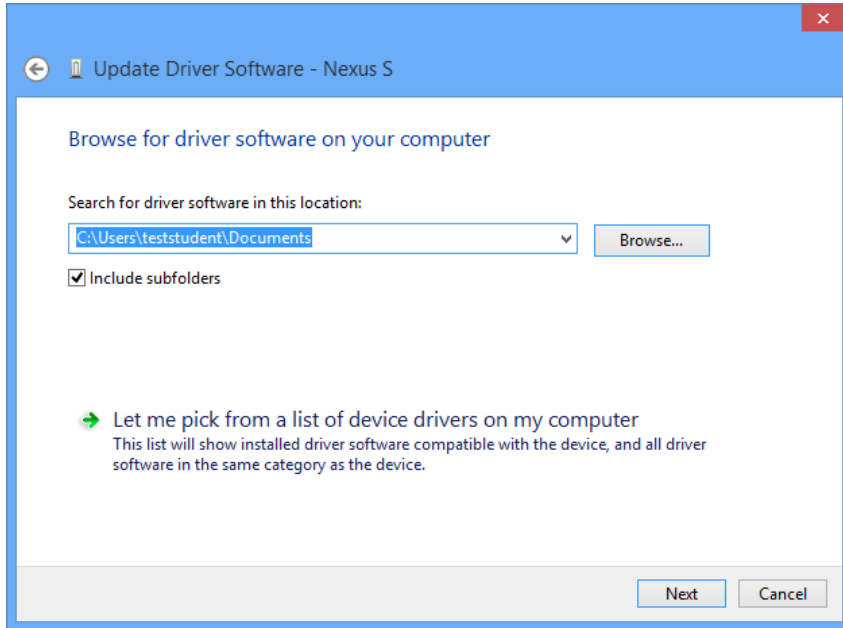 Update Driver Software - Nexus S
Browse for driver software on your computer
Search for driver software in this location:
C:\Users\teststudent\Documents
Browse...
Include subfolders
Let me pick from a list of device drivers on my computer
This list will show installed driver software compatible with the device, and all driver
software in the same category as the device.
Next
Cancel